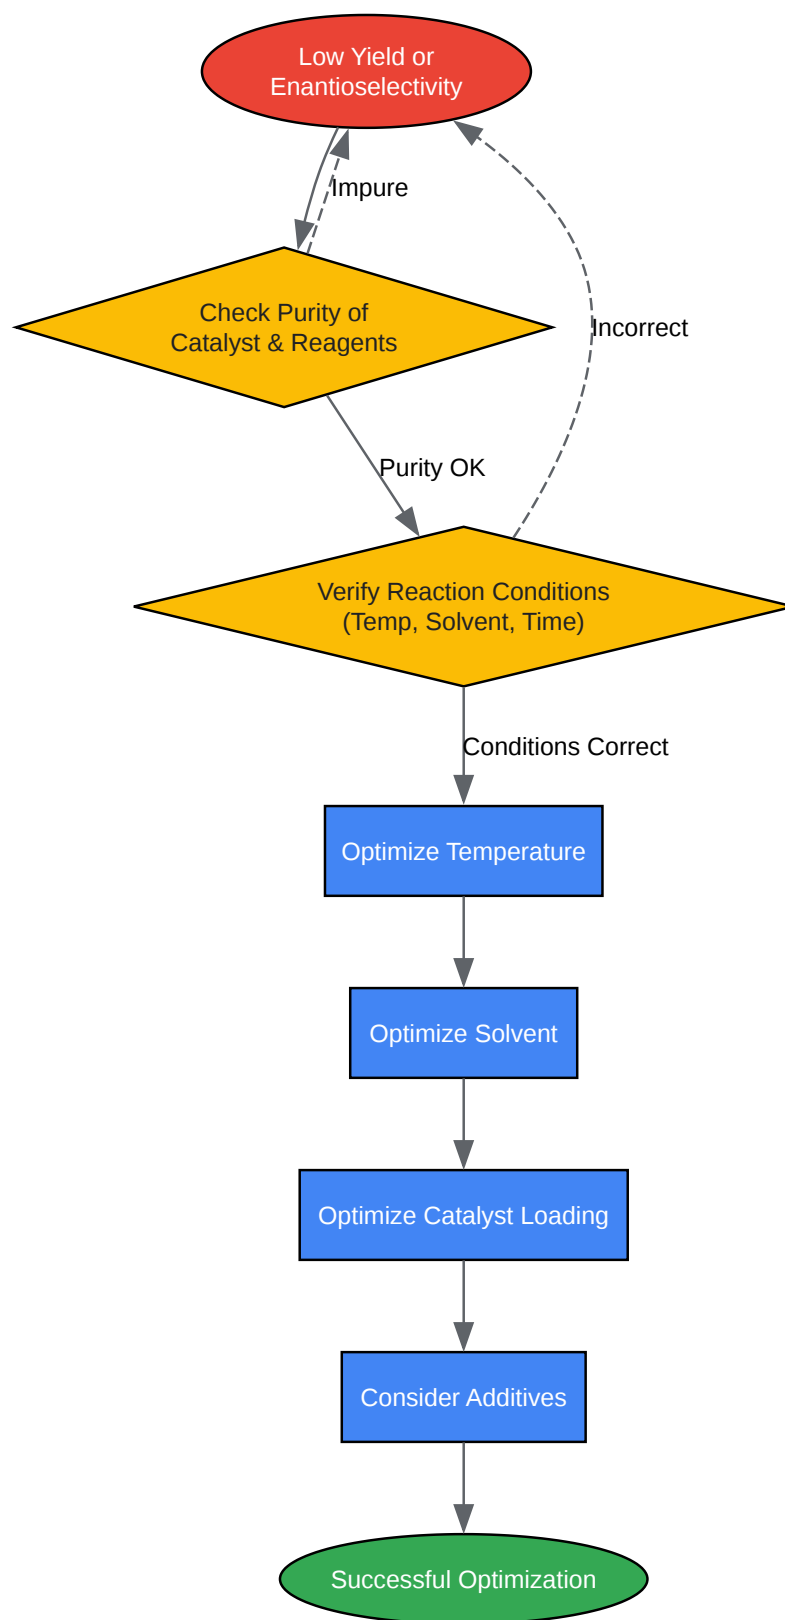 Low Yield or
Enantioselectivity
Impure
Check Purity of
Catalyst & Reagents
Incorrect
Purity OK
Verify Reaction Conditions
(Temp, Solvent, Time)
Conditions Correct
Optimize Temperature
Optimize Solvent
Optimize Catalyst Loading
Consider Additives
Successful Optimization